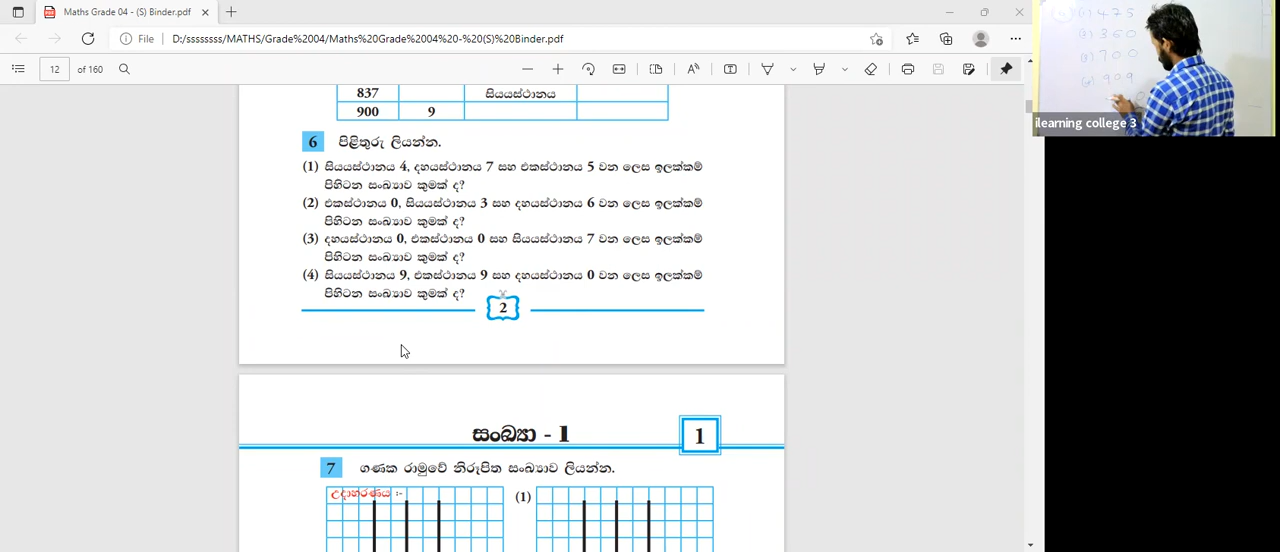 Maths Grade 04 - (S) Binder.pdf
File D:/ssssssss/MATHS/Grade%2004/Maths%20Grade%2004%20-%20(S)%20Binder.pdf
12 of 160
837 සියයස්ථානය
900 9
6 පිළිතුරු ලියන්න.
(1) සියයස්ථානය 4, දහයස්ථානය 7 සහ එකස්ථානය 5 වන ලෙස ඉලක්කම්
පිහිටන සංඛ්‍යාව කුමක් ද?
(2) එකස්ථානය 0, සියයස්ථානය 3 සහ දහයස්ථානය 6 වන ලෙස ඉලක්කම්
පිහිටන සංඛ්‍යාව කුමක් ද?
(3) දහයස්ථානය 0, එකස්ථානය 0 සහ සියයස්ථානය 7 වන ලෙස ඉලක්කම්
පිහිටන සංඛ්‍යාව කුමක් ද?
(4) සියයස්ථානය 9, එකස්ථානය 9 සහ දහයස්ථානය 0 වන ලෙස ඉලක්කම්
පිහිටන සංඛ්‍යාව කුමක් ද?
2
සංඛ්‍යා - 1
1
7 ගණක රාමුවේ නිරූපිත සංඛ්‍යාව ලියන්න.
උදාහරණය :-
(1)
(1) 475
(2) 360
(3) 700
(4) 909
ilearning college 3